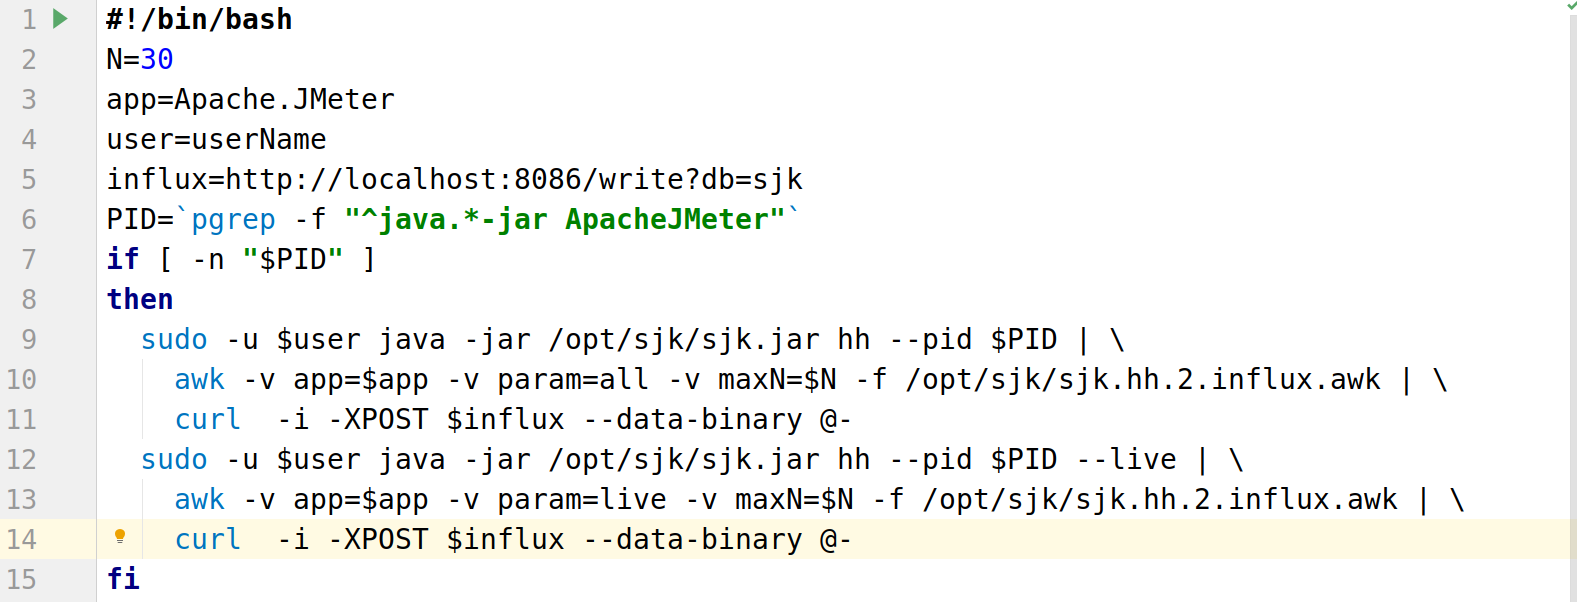 1 #!/bin/bash
2 N=30
3 app=Apache.JMeter
4 user=userName
5 influx=http://localhost:8086/write?db=sjk
6 PID=`pgrep -f "^java.*-jar ApacheJMeter"`
7 if [ -n "$PID" ]
8 then
9   sudo -u $user java -jar /opt/sjk/sjk.jar hh --pid $PID | \
10     awk -v app=$app -v param=all -v maxN=$N -f /opt/sjk/sjk.hh.2.influx.awk | \
11     curl  -i -XPOST $influx --data-binary @-
12   sudo -u $user java -jar /opt/sjk/sjk.jar hh --pid $PID --live | \
13     awk -v app=$app -v param=live -v maxN=$N -f /opt/sjk/sjk.hh.2.influx.awk | \
14     curl  -i -XPOST $influx --data-binary @-
15 fi